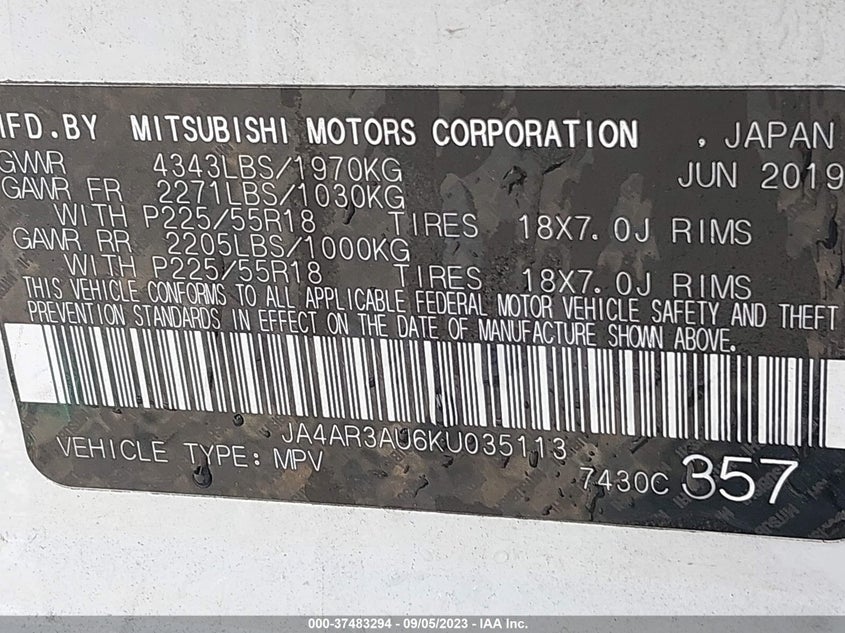 MFD.BY MITSUBISHI MOTORS CORPORATION , JAPAN
GVWR 4343LBS/1970KG JUN 2019
GAWR FR 2271LBS/1030KG
WITH P225/55R18 TIRES 18X7.0J RIMS
GAWR RR 2205LBS/1000KG
WITH P225/55R18 TIRES 18X7.0J RIMS
THIS VEHICLE CONFORMS TO ALL APPLICABLE FEDERAL MOTOR VEHICLE SAFETY AND THEFT
PREVENTION STANDARDS IN EFFECT ON THE DATE OF MANUFACTURE SHOWN ABOVE.
JA4AR3AU6KU035113
VEHICLE TYPE: MPV 7430C 357
000-37483294 - 09/05/2023 - IAA Inc.